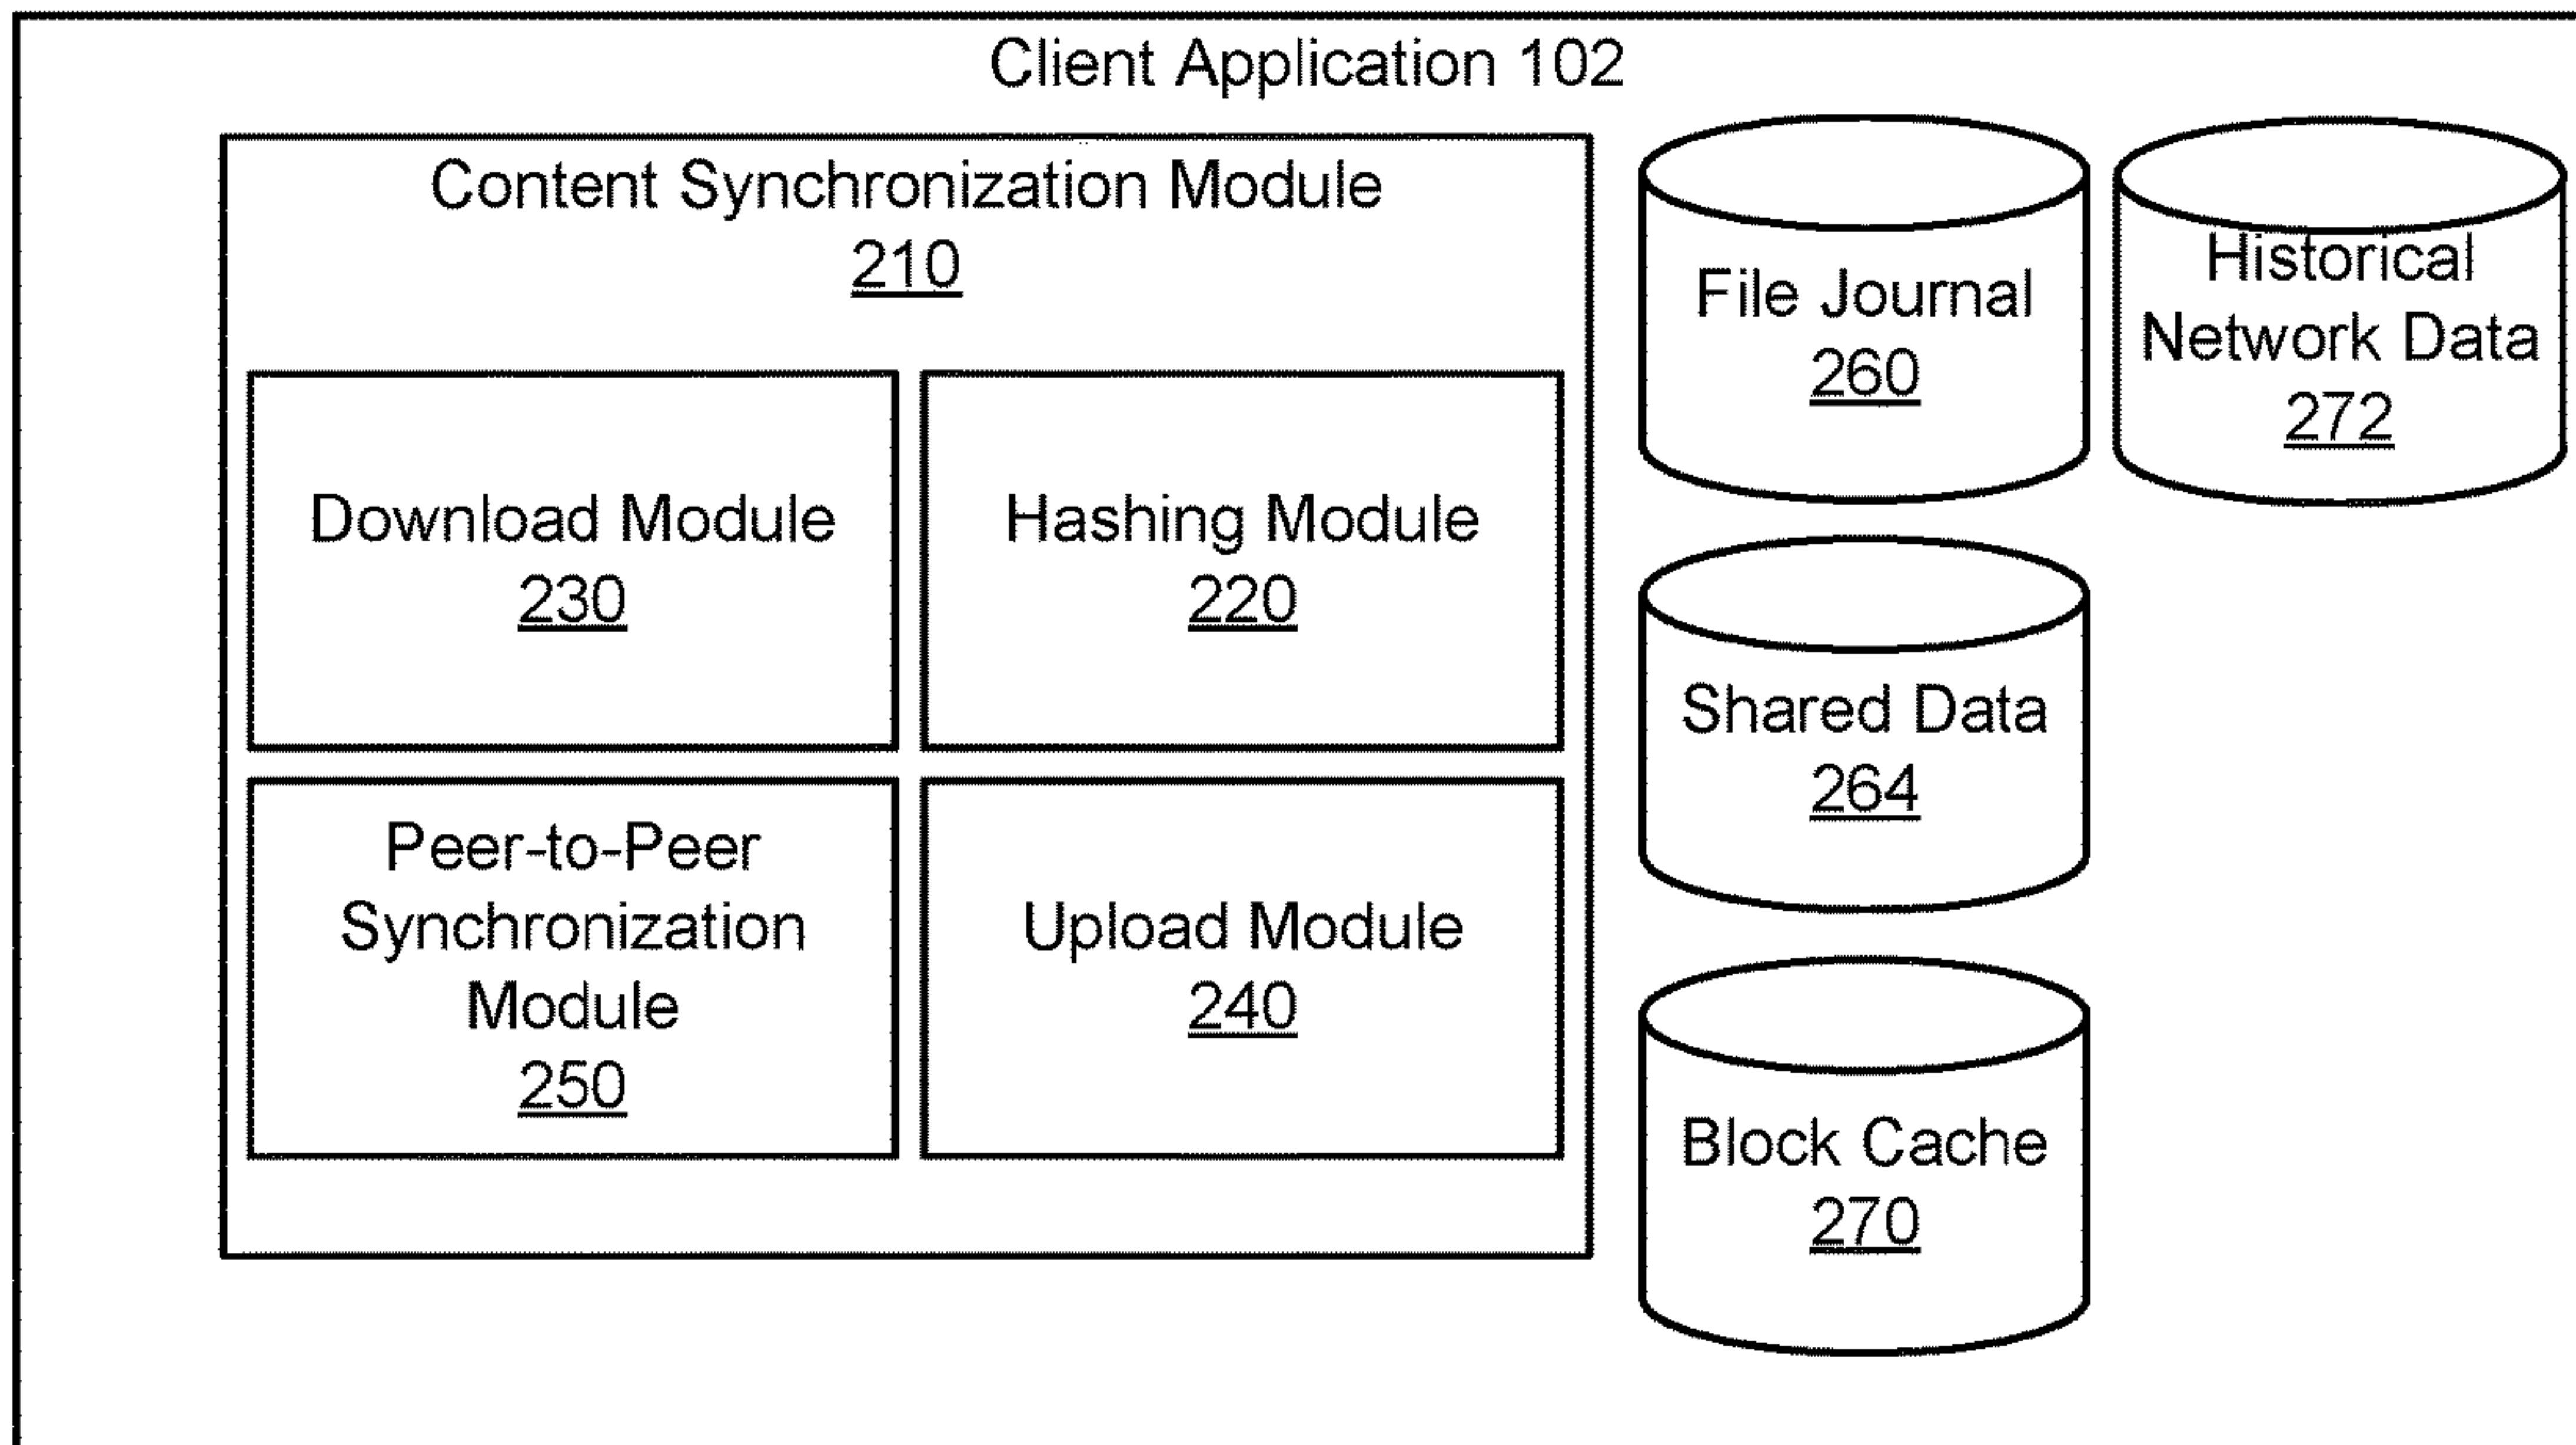 Client Application 102
Content Synchronization Module
210
Download Module
230
Hashing Module
220
Peer-to-Peer
Synchronization
Module
250
Upload Module
240
File Journal
260
Historical
Network Data
272
Shared Data
264
Block Cache
270